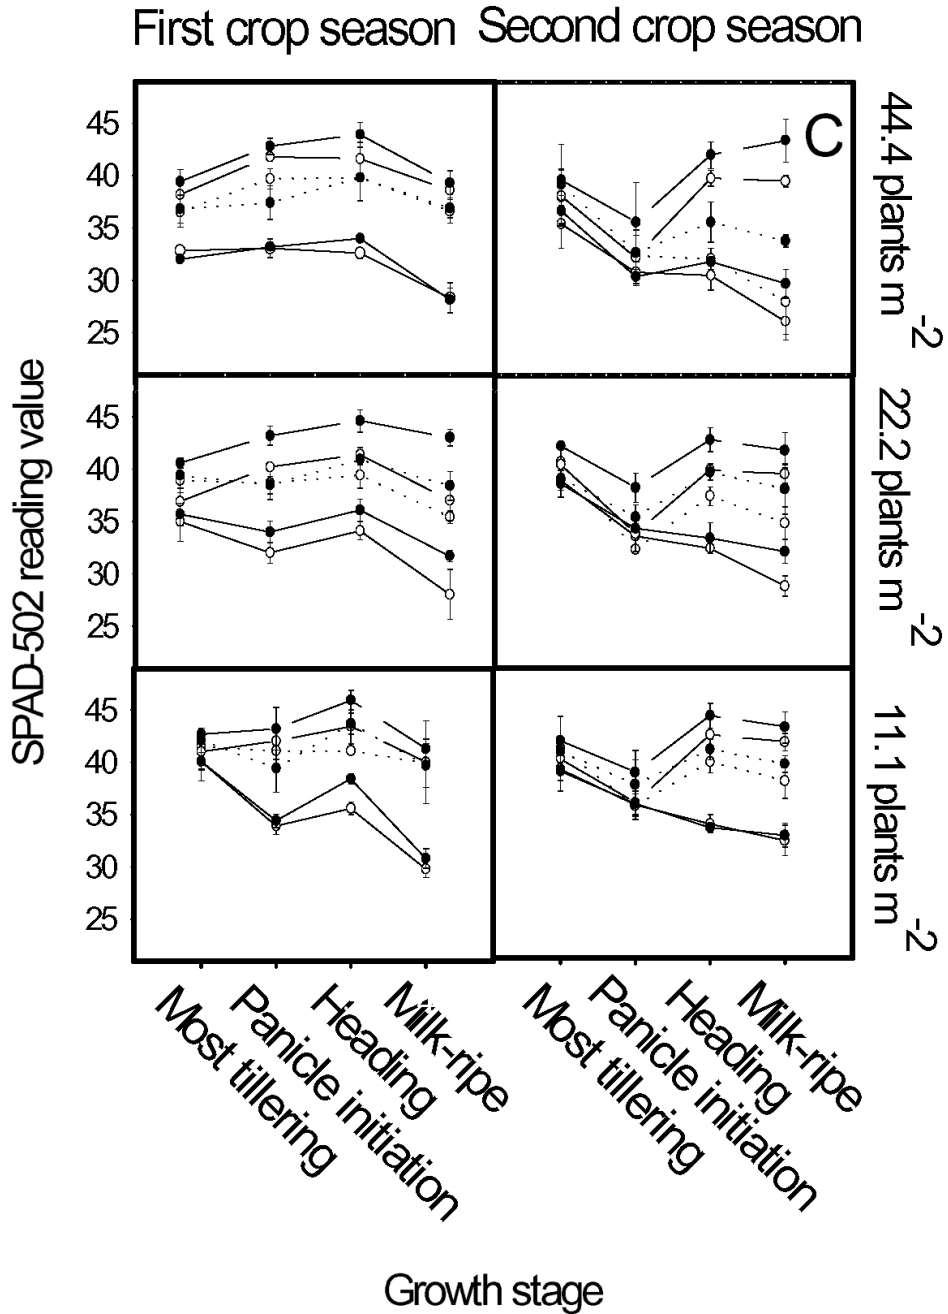 First crop season Second crop season
C
45
40
35
30
25
44.4 plants m-2
45
40
35
30
25
22.2 plants m-2
45
40
35
30
25
11.1 plants m-2
SPAD-502 reading value
Most tillering
Panicle initiation
Heading
Milk-ripe
Most tillering
Panicle initiation
Heading
Milk-ripe
Growth stage